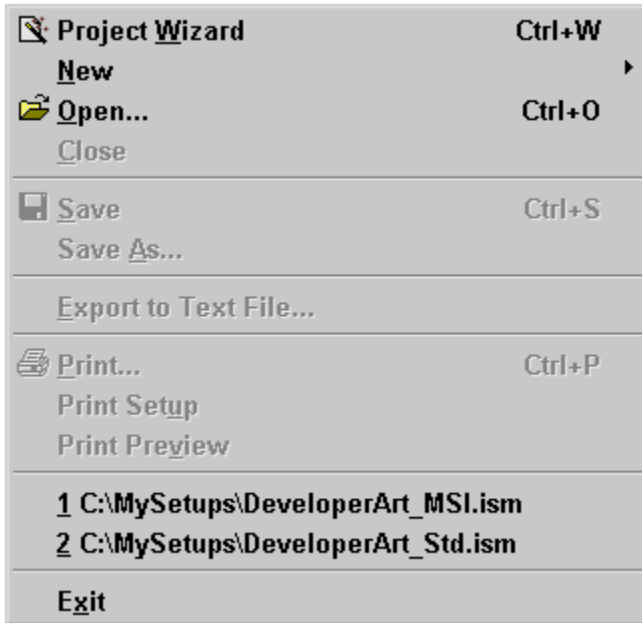 Project Wizard Ctrl+W
New
Open... Ctrl+O
Close
Save Ctrl+S
Save As...
Export to Text File...
Print... Ctrl+P
Print Setup
Print Preview
1 C:\MySetups\DeveloperArt_MSI.ism
2 C:\MySetups\DeveloperArt_Std.ism
Exit